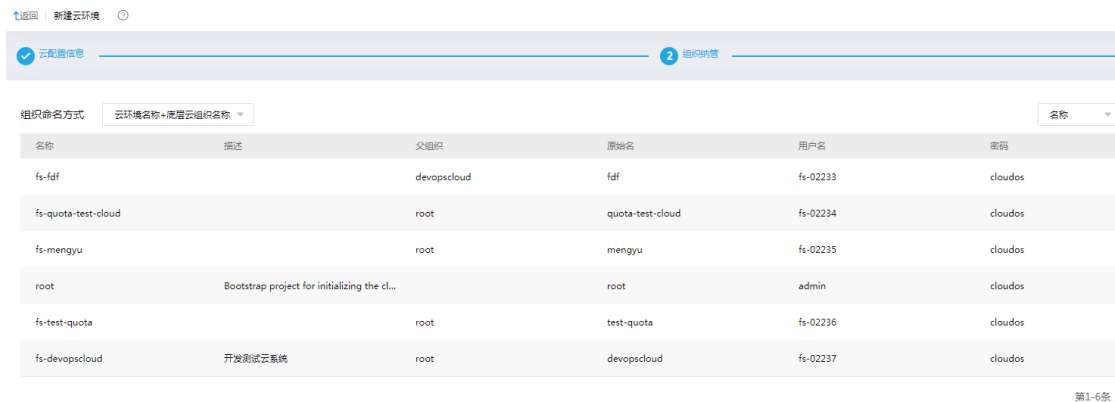 返回 新建云环境 ?
云配置信息 2 组织纳管
组织命名方式 云环境名称+底层云组织名称 名称
名称 描述 父组织 原始名 用户名 密码
fs-fdf devopscloud fdf fs-02233 cloudos
fs-quota-test-cloud root quota-test-cloud fs-02234 cloudos
fs-mengyu root mengyu fs-02235 cloudos
root Bootstrap project for initializing the cl... root admin cloudos
fs-test-quota root test-quota fs-02236 cloudos
fs-devopscloud 开发测试云系统 root devopscloud fs-02237 cloudos
第1-6条